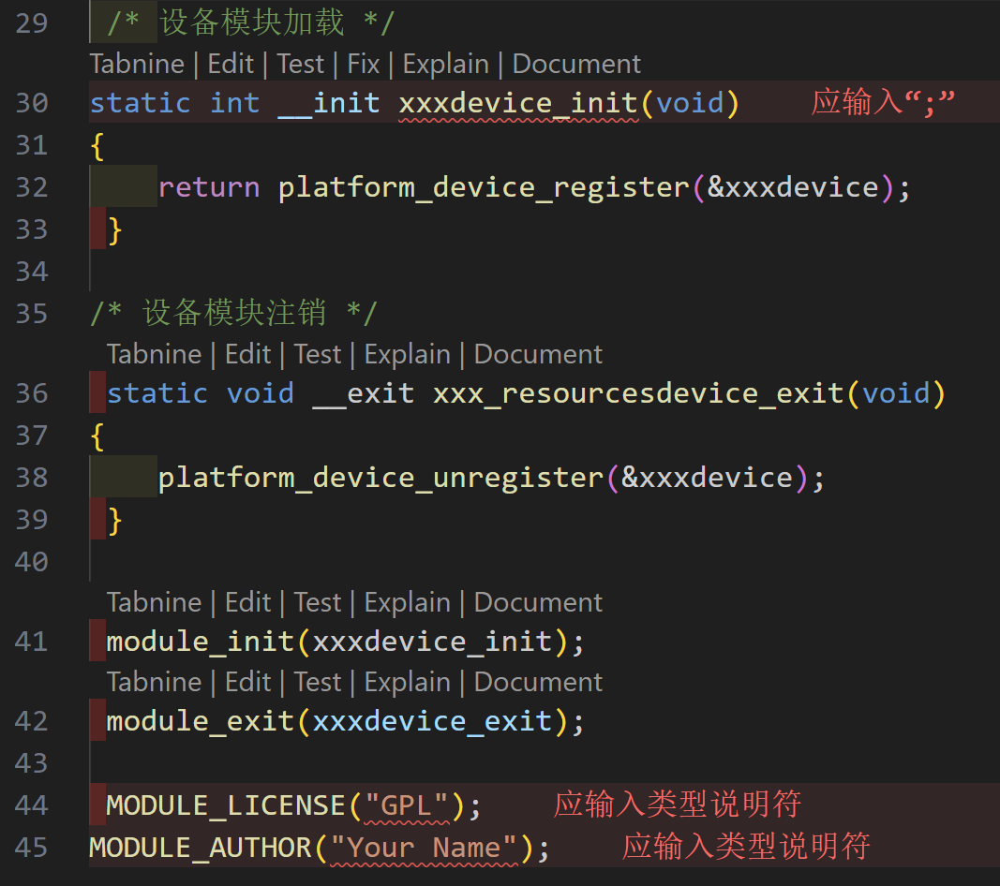 29 /* 设备模块加载 */
Tabnine | Edit | Test | Fix | Explain | Document
30 static int __init xxxdevice_init(void) 应输入“;”
31 {
32 return platform_device_register(&xxxdevice);
33 }
34
35 /* 设备模块注销 */
Tabnine | Edit | Test | Explain | Document
36 static void __exit xxx_resourcesdevice_exit(void)
37 {
38 platform_device_unregister(&xxxdevice);
39 }
40
Tabnine | Edit | Test | Explain | Document
41 module_init(xxxdevice_init);
Tabnine | Edit | Test | Explain | Document
42 module_exit(xxxdevice_exit);
43
44 MODULE_LICENSE("GPL"); 应输入类型说明符
45 MODULE_AUTHOR("Your Name"); 应输入类型说明符